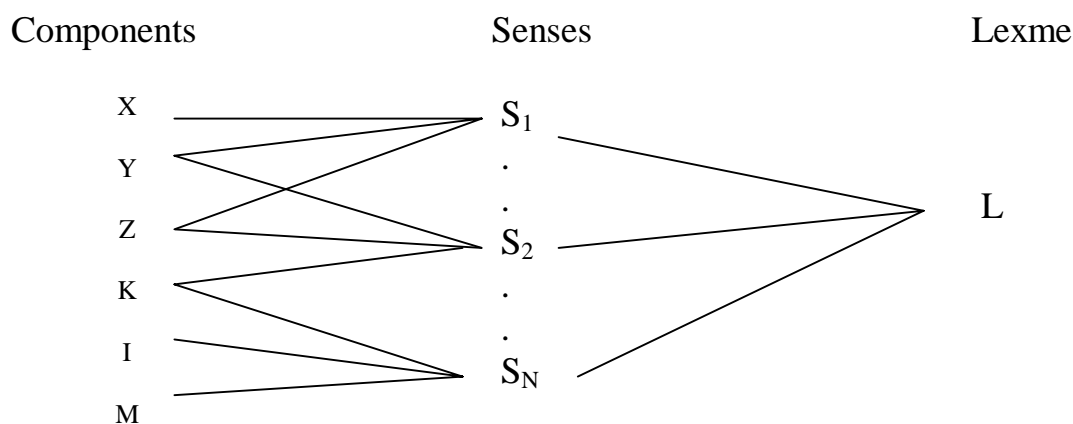 Components Senses Lexme
X S1
Y .
Z .
S2 L
K .
I .
SN
M